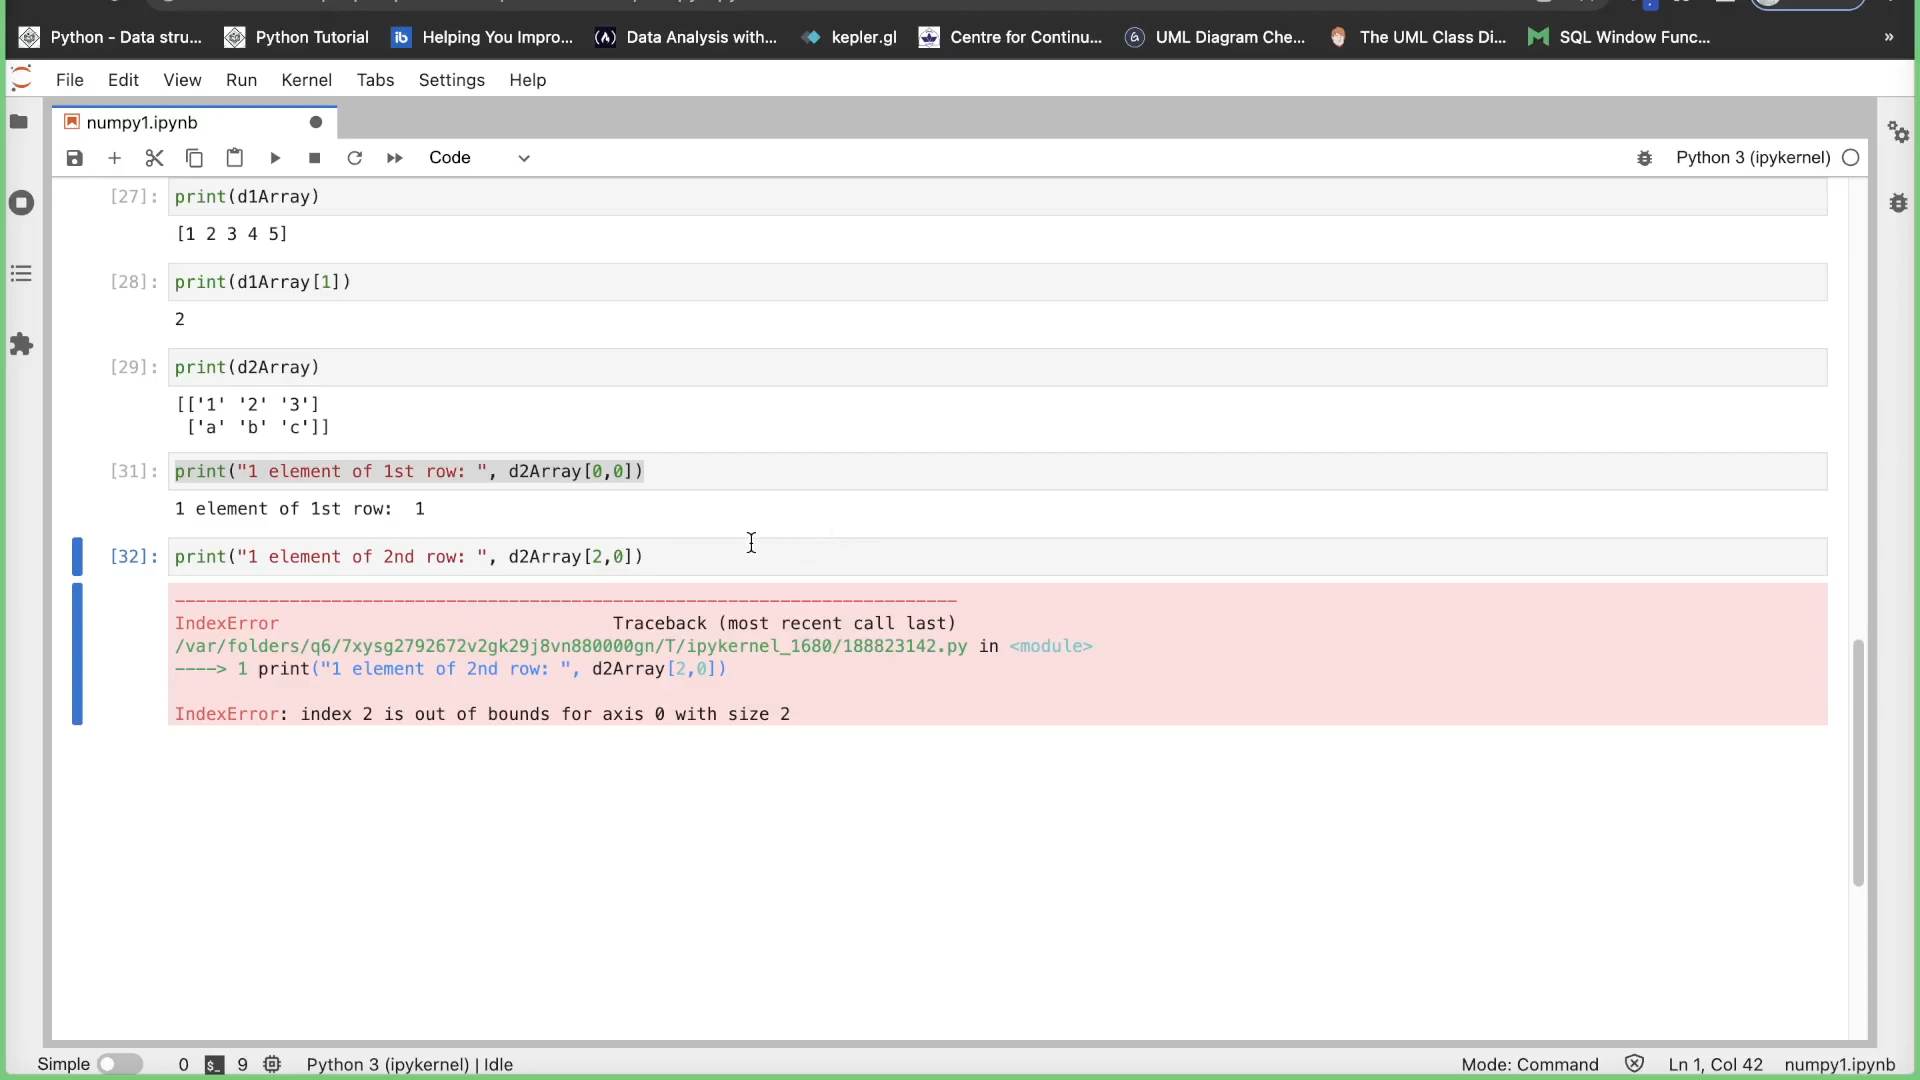 Python - Data stru...
Python Tutorial
Helping You Impro...
Data Analysis with...
kepler.gl
Centre for Continu...
UML Diagram Che...
The UML Class Di...
SQL Window Func...
»
File Edit View Run Kernel Tabs Settings Help
numpy1.ipynb
Code
Python 3 (ipykernel)
[27]: print(d1Array)
[1 2 3 4 5]
[28]: print(d1Array[1])
2
[29]: print(d2Array)
[['1' '2' '3']
['a' 'b' 'c']]
[31]: print("1 element of 1st row: ", d2Array[0,0])
1 element of 1st row:  1
[32]: print("1 element of 2nd row: ", d2Array[2,0])
---------------------------------------------------------------------------
IndexError                                Traceback (most recent call last)
/var/folders/q6/7xysg2792672v2gk29j8vn880000gn/T/ipykernel_1680/188823142.py in <module>
----> 1 print("1 element of 2nd row: ", d2Array[2,0])
IndexError: index 2 is out of bounds for axis 0 with size 2
Simple 0 $_ 9 Python 3 (ipykernel) | Idle
Mode: Command Ln 1, Col 42 numpy1.ipynb